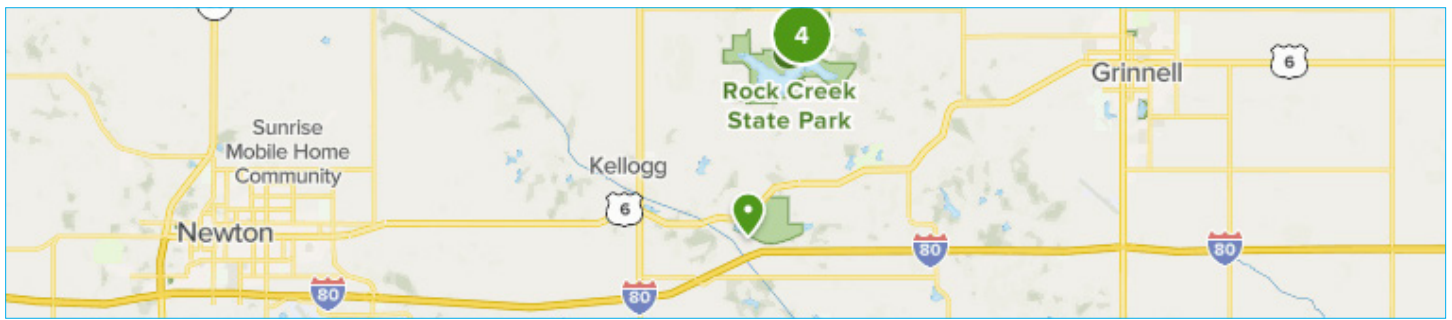 4
6
Grinnell
Rock Creek
State Park
Sunrise
Mobile Home
Community
Kellogg
6
Newton
80
80
80
80